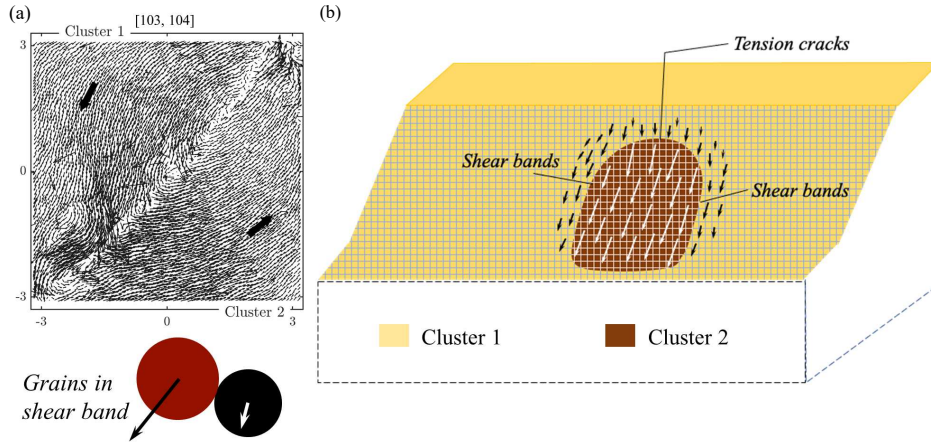 (a)
[103, 104]
Cluster 1
3
0
-3
Cluster 2
-3
0
3
Grains in
shear band
(b)
Tension cracks
Shear bands
Shear bands
Cluster 1
Cluster 2